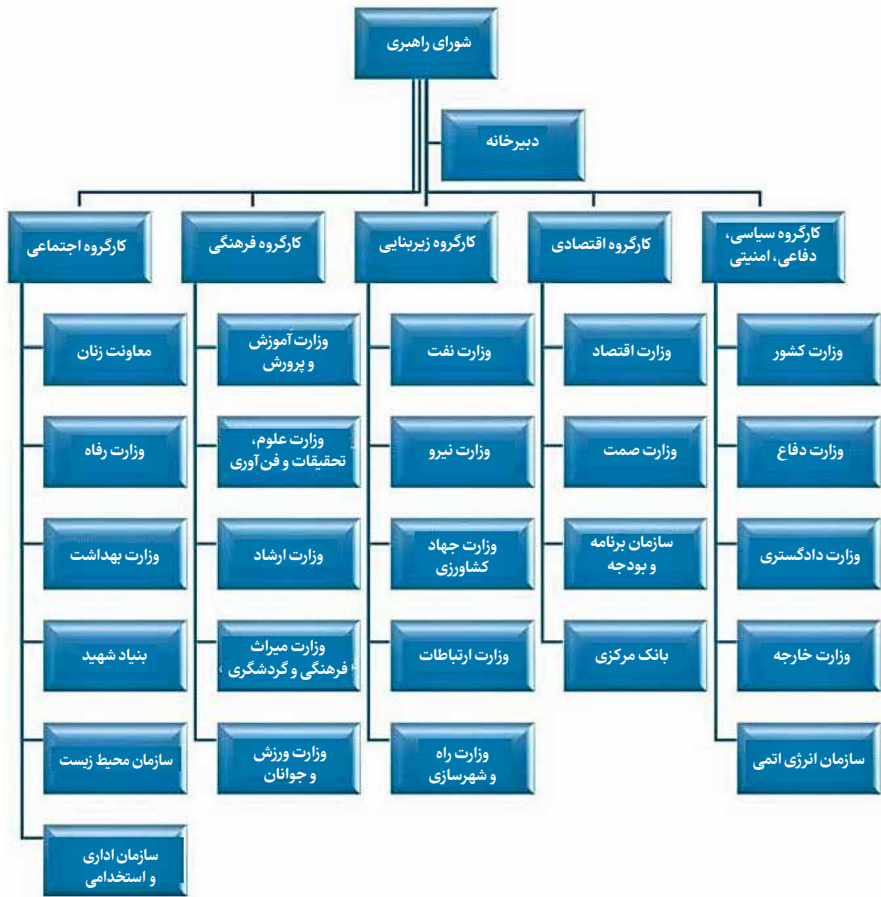 شورای راهبری
دبیرخانه
کارگروه سیاسی،
دفاعی، امنیتی
وزارت کشور
وزارت دفاع
وزارت دادگستری
وزارت خارجه
سازمان انرژی اتمی
کارگروه اقتصادی
وزارت اقتصاد
وزارت صمت
سازمان برنامه
و بودجه
بانک مرکزی
کارگروه زیربنایی
وزارت نفت
وزارت نیرو
وزارت جهاد
کشاورزی
وزارت ارتباطات
وزارت راه
و شهرسازی
کارگروه فرهنگی
وزارت آموزش
و پرورش
وزارت علوم،
تحقیقات و فن آوری
وزارت ارشاد
وزارت میراث
فرهنگی و گردشگری
وزارت ورزش
و جوانان
کارگروه اجتماعی
معاونت زنان
وزارت رفاه
وزارت بهداشت
بنیاد شهید
سازمان محیط زیست
سازمان اداری
و استخدامی